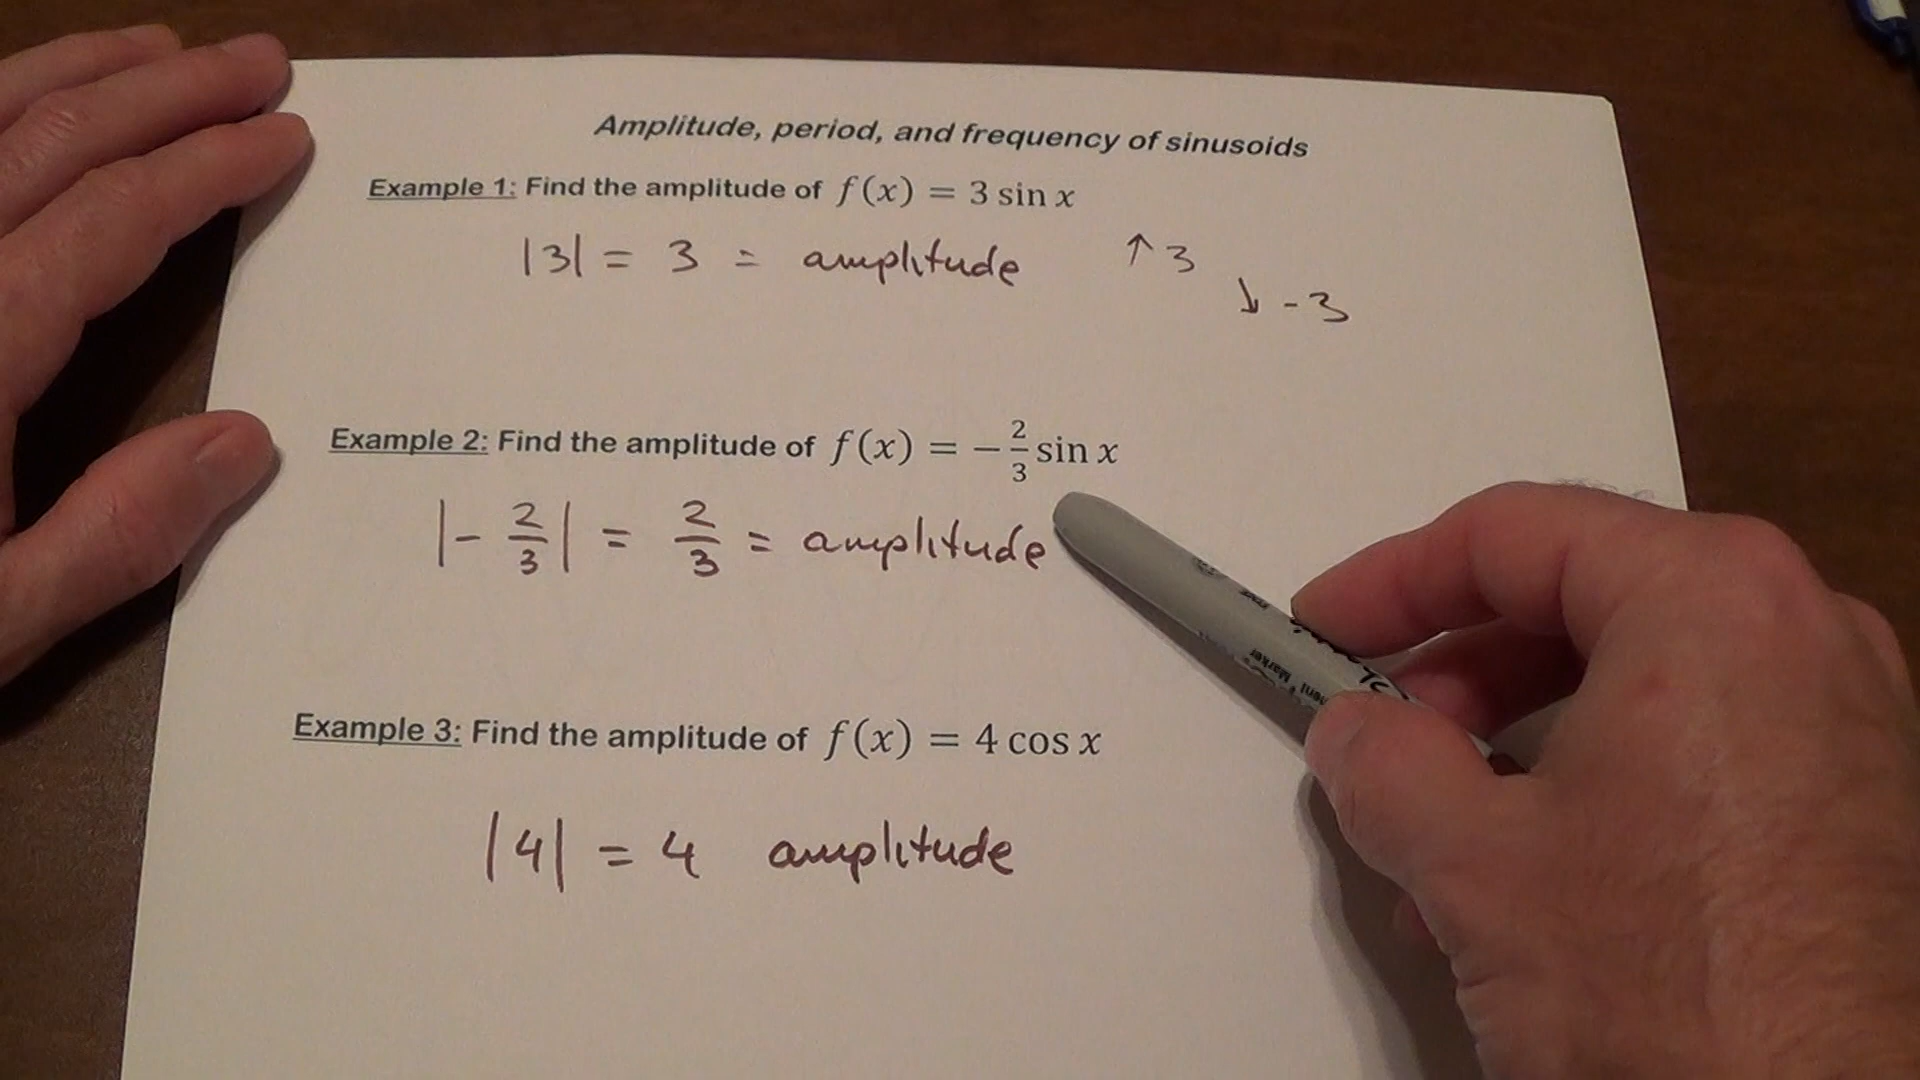 Amplitude, period, and frequency of sinusoids
Example 1: Find the amplitude of f(x) = 3 sin x
|3| = 3 = amplitude ↑ 3
↓ -3
Example 2: Find the amplitude of f(x) = -2/3 sin x
|-2/3| = 2/3 = amplitude
Example 3: Find the amplitude of f(x) = 4 cos x
|4| = 4 amplitude
Marker